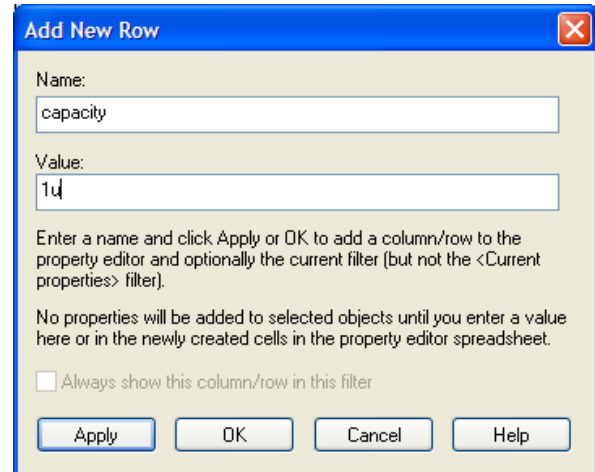 Add New Row
Name:
capacity
Value:
1u
Enter a name and click Apply or OK to add a column/row to the
property editor and optionally the current filter (but not the <Current
properties> filter).
No properties will be added to selected objects until you enter a value
here or in the newly created cells in the property editor spreadsheet.
Always show this column/row in this filter
Apply OK Cancel Help